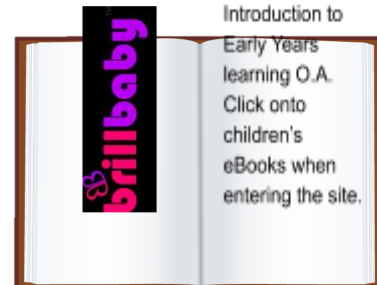 brillbaby
Introduction to
Early Years
learning O.A.
Click onto
children's
eBooks when
entering the site.